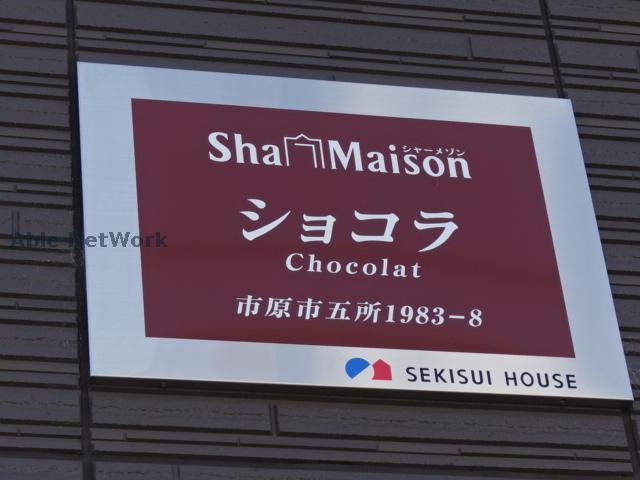 シャーメゾン
Sha Maison
ショコラ
Chocolat
市原市五所1983-8
SEKISUI HOUSE
Able NetWork